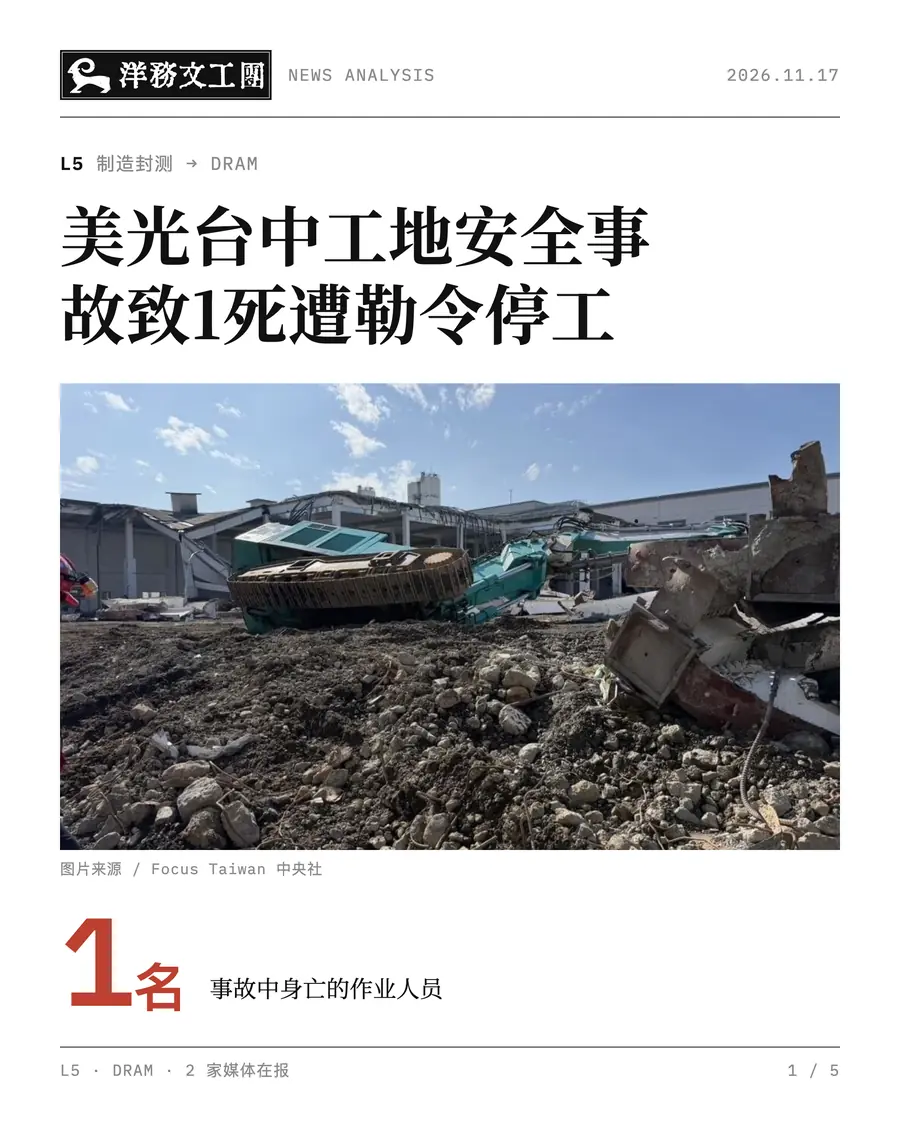 洋務文工團 NEWS ANALYSIS 2026.11.17
L5 制造封测 → DRAM
美光台中工地安全事
故致1死遭勒令停工
图片来源 / Focus Taiwan 中央社
1名 事故中身亡的作业人员
L5 · DRAM · 2 家媒体在报 1 / 5